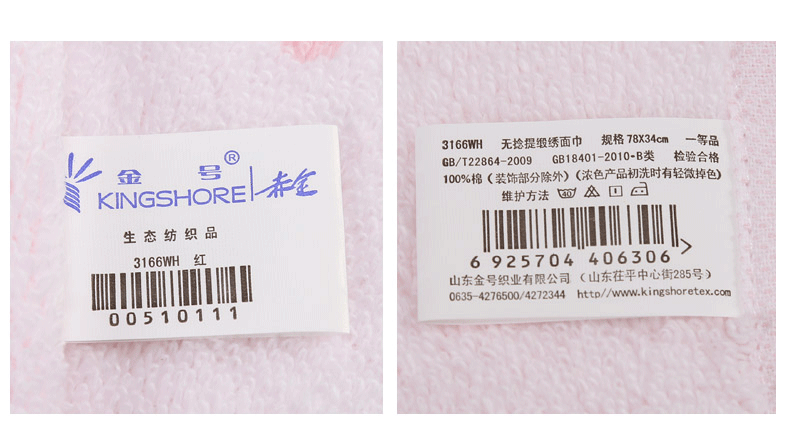 金号®
KINGSHORE
赤金
生态纺织品
3166WH 红
00510111
3166WH 无捻提缎绣面巾 规格 78X34cm 一等品
GB/T22864-2009 GB18401-2010-B类 检验合格
100%棉（装饰部分除外）（浓色产品初洗时有轻微掉色）
维护方法 40
6 925704 406306 >
山东金号织业有限公司 （山东茌平中心街285号）
0635-4276500/4272344 http//www.kingshoretex.com